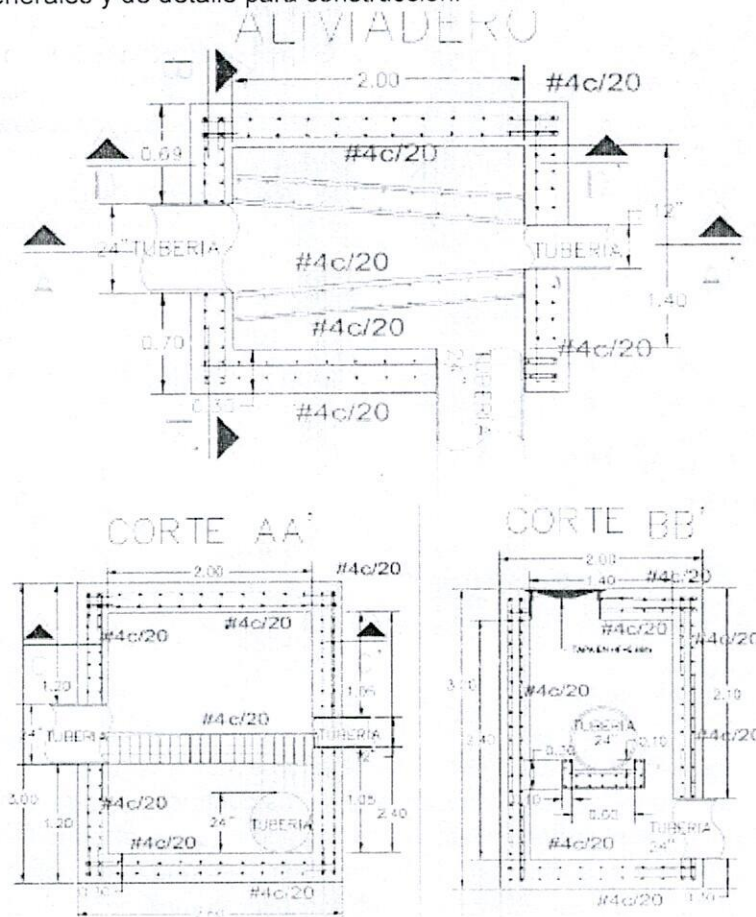 enerales y de detalle para construcción.
ALIVIADERO
2.00
#4c/20
0.69
#4c/20
12"
24" TUBERIA
TUBERIA
#4c/20
1.40
#4c/20
0.70
#4c/20
24"
TUBERIA
#4c/20
CORTE AA'
2.00
#4c/20
#4c/20
#4c/20
1.20
1.05
#4c/20
TUBERIA
TUBERIA
3.00
#4c/20
24"
TUBERIA
1.05
2.40
1.20
#4c/20
#4c/20
CORTE BB'
2.00
1.40
#4c/20
#4c/20
#4c/20
#4c/20
2.10
TUBERIA
24"
0.10
#4c/20
2.40
0.60
TUBERIA
24"
#4c/20
#4c/20